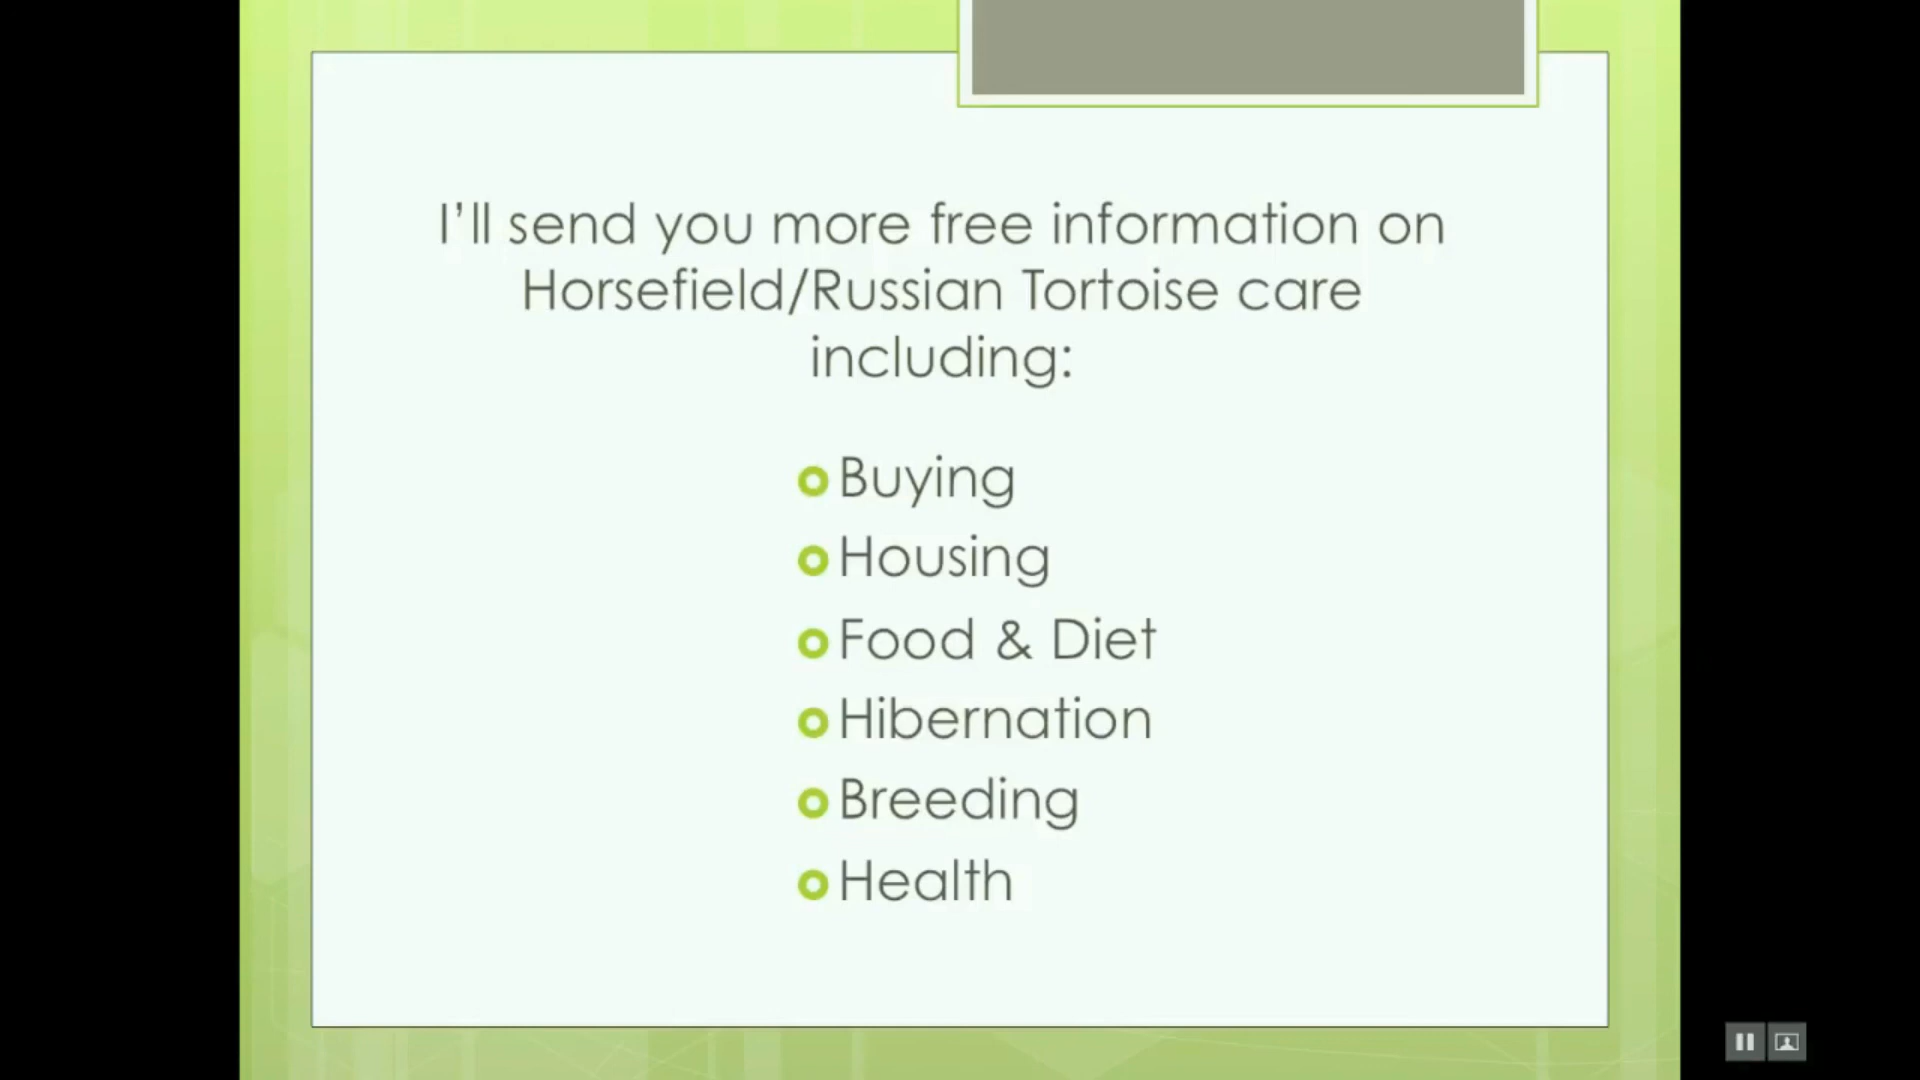 I'll send you more free information on
Horsefield/Russian Tortoise care
including:
Buying
Housing
Food & Diet
Hibernation
Breeding
Health